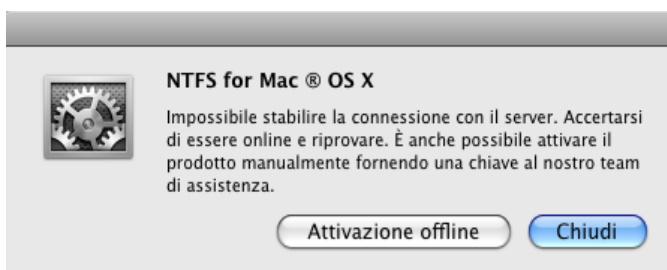 NTFS for Mac ® OS X
Impossibile stabilire la connessione con il server. Accertarsi
di essere online e riprovare. È anche possibile attivare il
prodotto manualmente fornendo una chiave al nostro team
di assistenza.
Attivazione offline
Chiudi